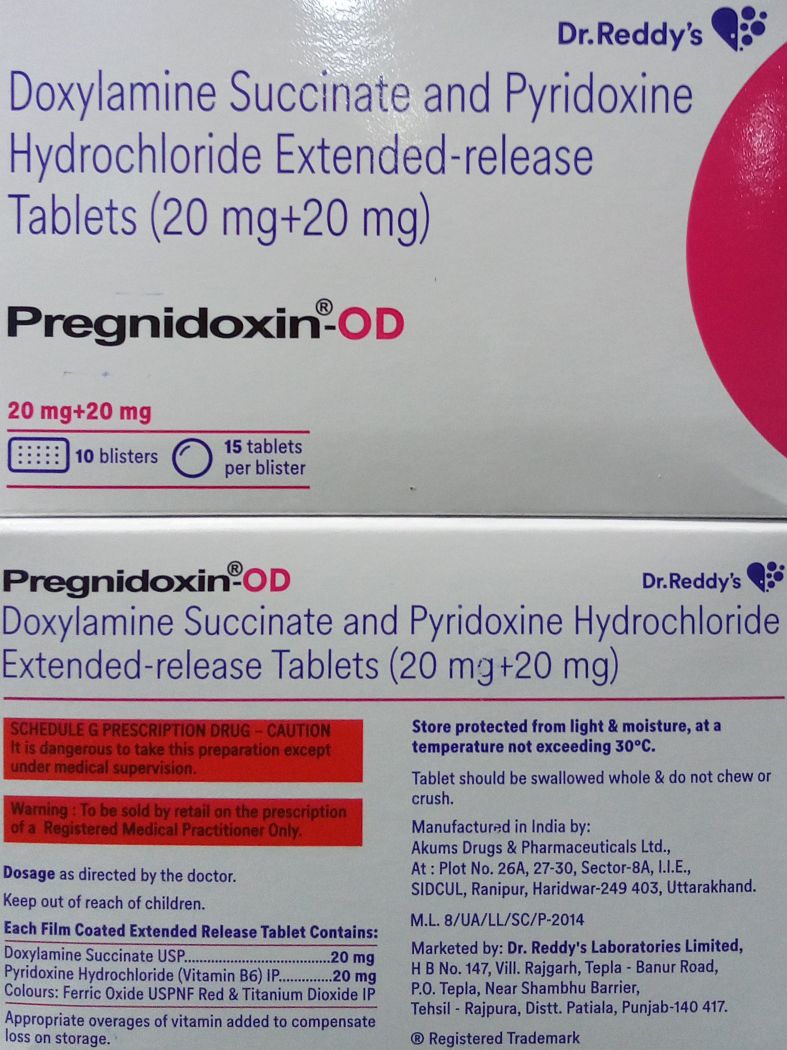 Dr.Reddy's
Doxylamine Succinate and Pyridoxine
Hydrochloride Extended-release
Tablets (20 mg+20 mg)
Pregnidoxin®-OD
20 mg+20 mg
10 blisters
15 tablets
per blister
Pregnidoxin®-OD
Dr.Reddy's
Doxylamine Succinate and Pyridoxine Hydrochloride
Extended-release Tablets (20 mg+20 mg)
SCHEDULE G PRESCRIPTION DRUG – CAUTION
It is dangerous to take this preparation except
under medical supervision.
Warning : To be sold by retail on the prescription
of a Registered Medical Practitioner Only.
Dosage as directed by the doctor.
Keep out of reach of children.
Each Film Coated Extended Release Tablet Contains:
Doxylamine Succinate USP..................................20 mg
Pyridoxine Hydrochloride (Vitamin B6) IP.............20 mg
Colours: Ferric Oxide USPNF Red & Titanium Dioxide IP
Appropriate overages of vitamin added to compensate
loss on storage.
Store protected from light & moisture, at a
temperature not exceeding 30°C.
Tablet should be swallowed whole & do not chew or
crush.
Manufactured in India by:
Akums Drugs & Pharmaceuticals Ltd.,
At : Plot No. 26A, 27-30, Sector-8A, I.I.E.,
SIDCUL, Ranipur, Haridwar-249 403, Uttarakhand.
M.L. 8/UA/LL/SC/P-2014
Marketed by: Dr. Reddy's Laboratories Limited,
H B No. 147, Vill. Rajgarh, Tepla - Banur Road,
P.O. Tepla, Near Shambhu Barrier,
Tehsil - Rajpura, Distt. Patiala, Punjab-140 417.
® Registered Trademark